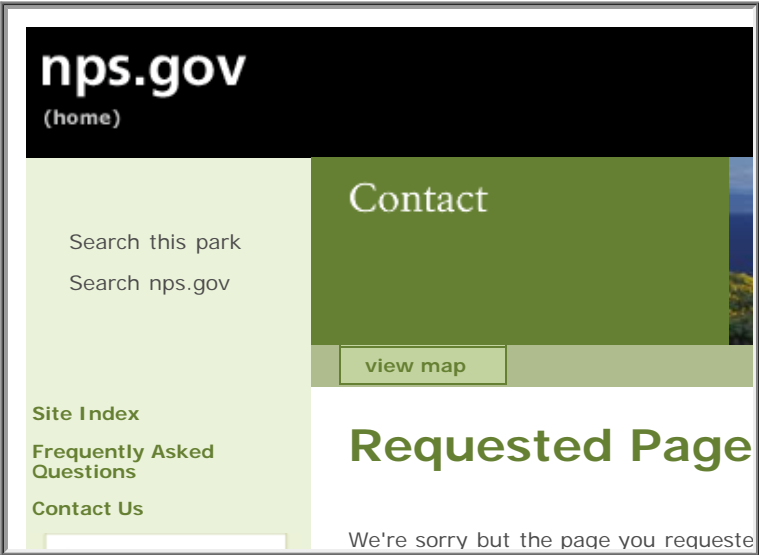 nps.gov
(home)
Contact
Search this park
Search nps.gov
view map
Site Index
Frequently Asked
Questions
Contact Us
Requested Page
We're sorry but the page you requeste